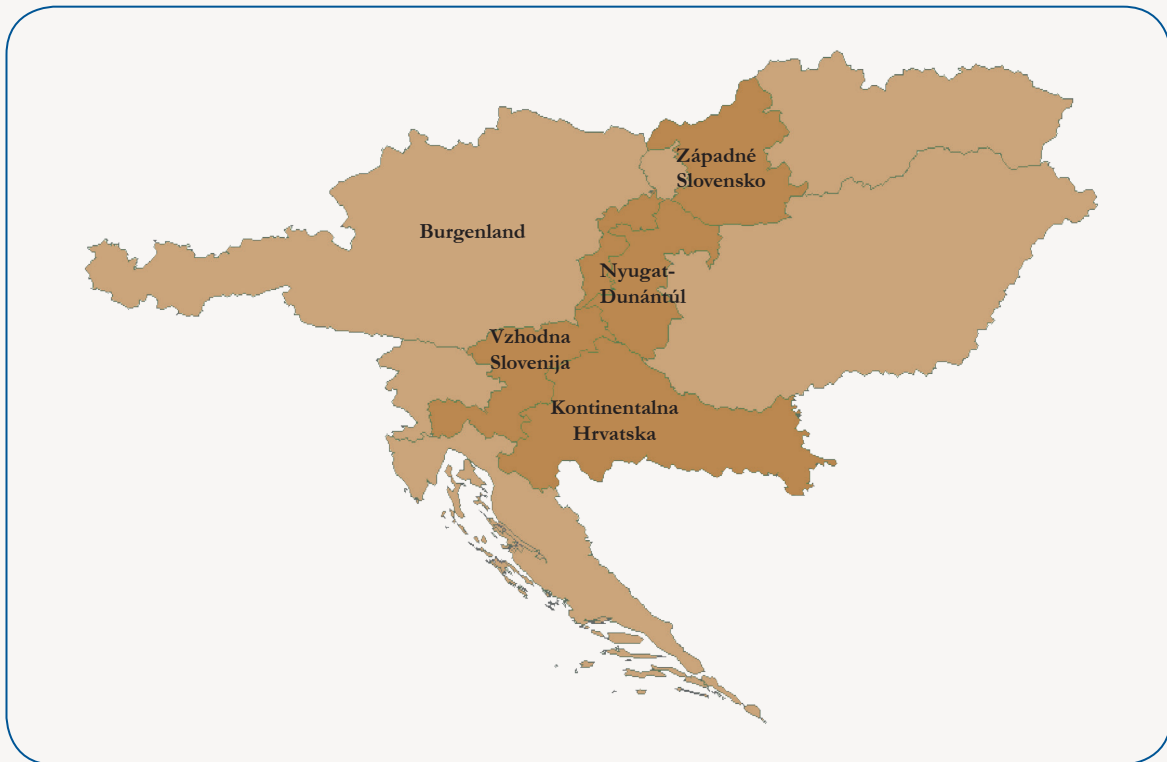 Západné
Slovensko
Burgenland
Nyugat-
Dunántúl
Vzhodna
Slovenija
Kontinentalna
Hrvatska